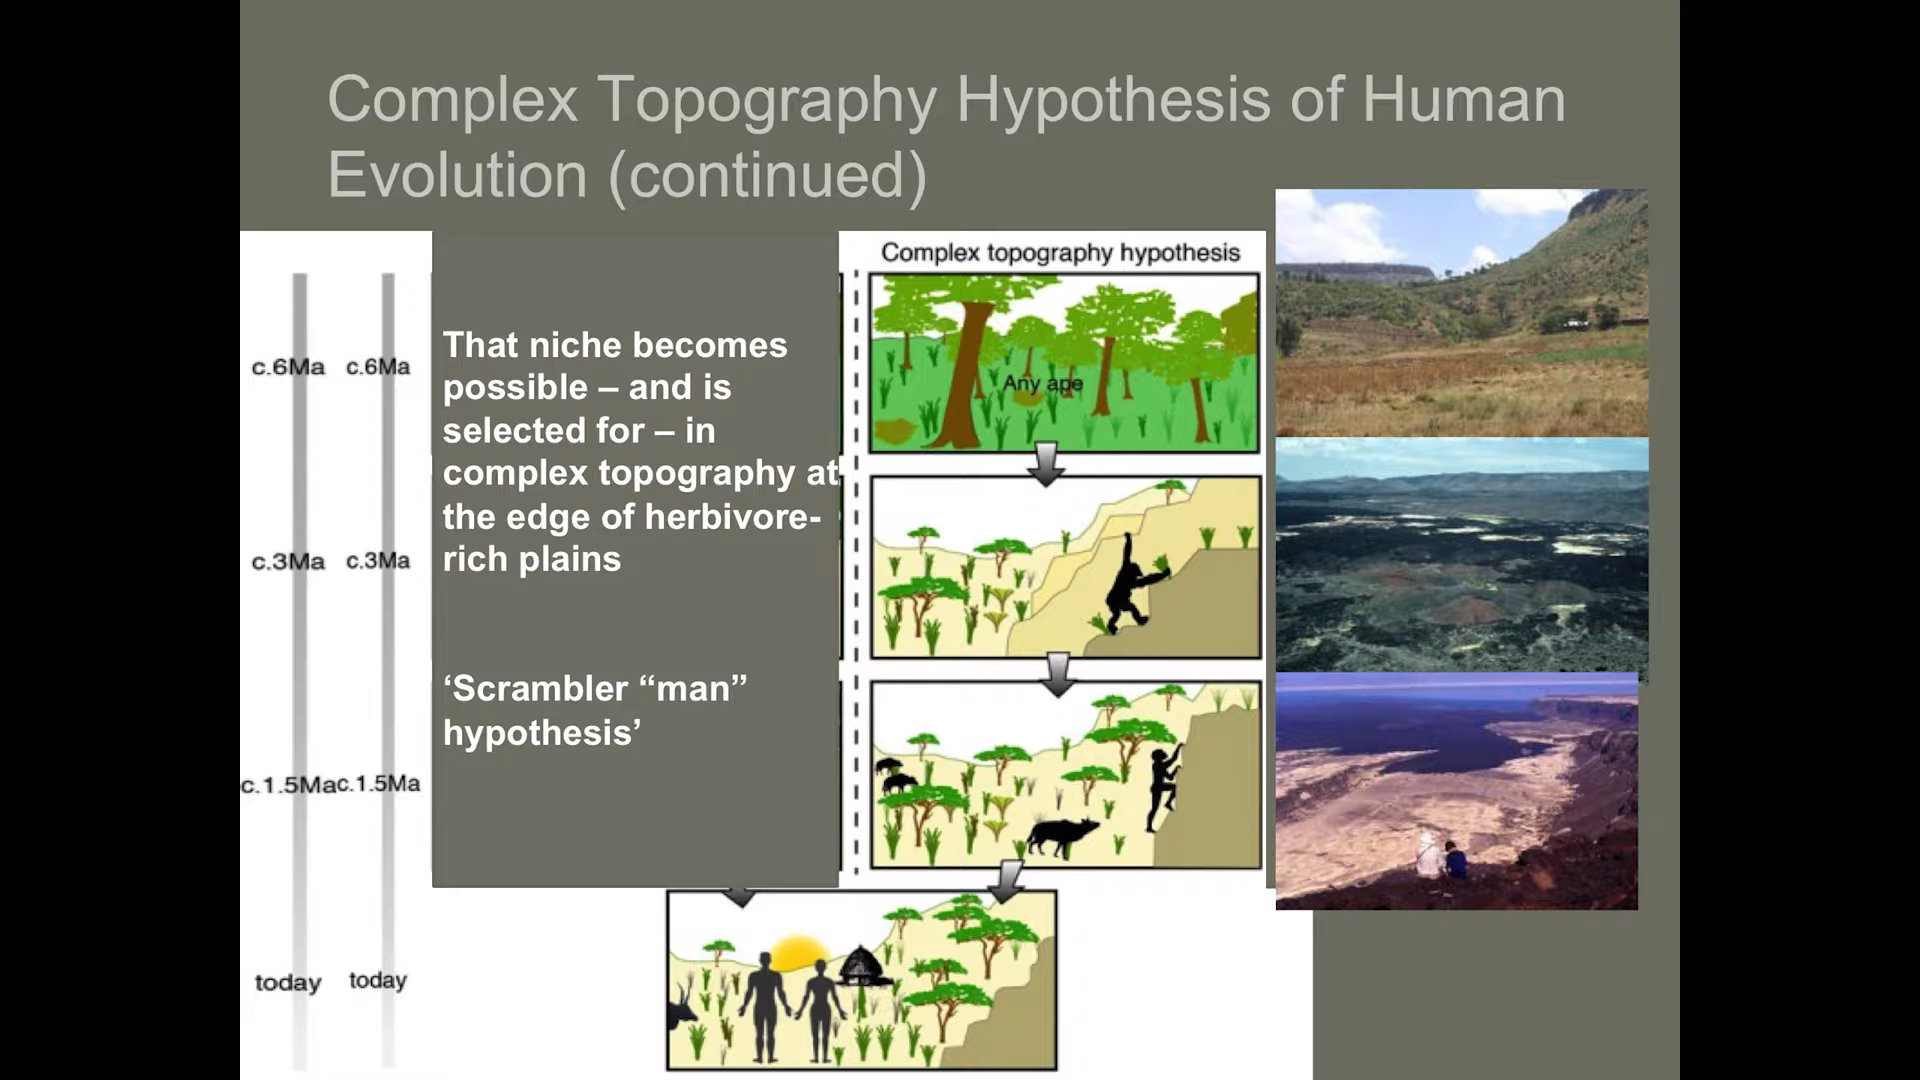 Complex Topography Hypothesis of Human
Evolution (continued)
c.6Ma c.6Ma
c.3Ma c.3Ma
c.1.5Ma c.1.5Ma
today today
That niche becomes
possible – and is
selected for – in
complex topography at
the edge of herbivore-
rich plains
‘Scrambler “man”
hypothesis’
Complex topography hypothesis
Any ape